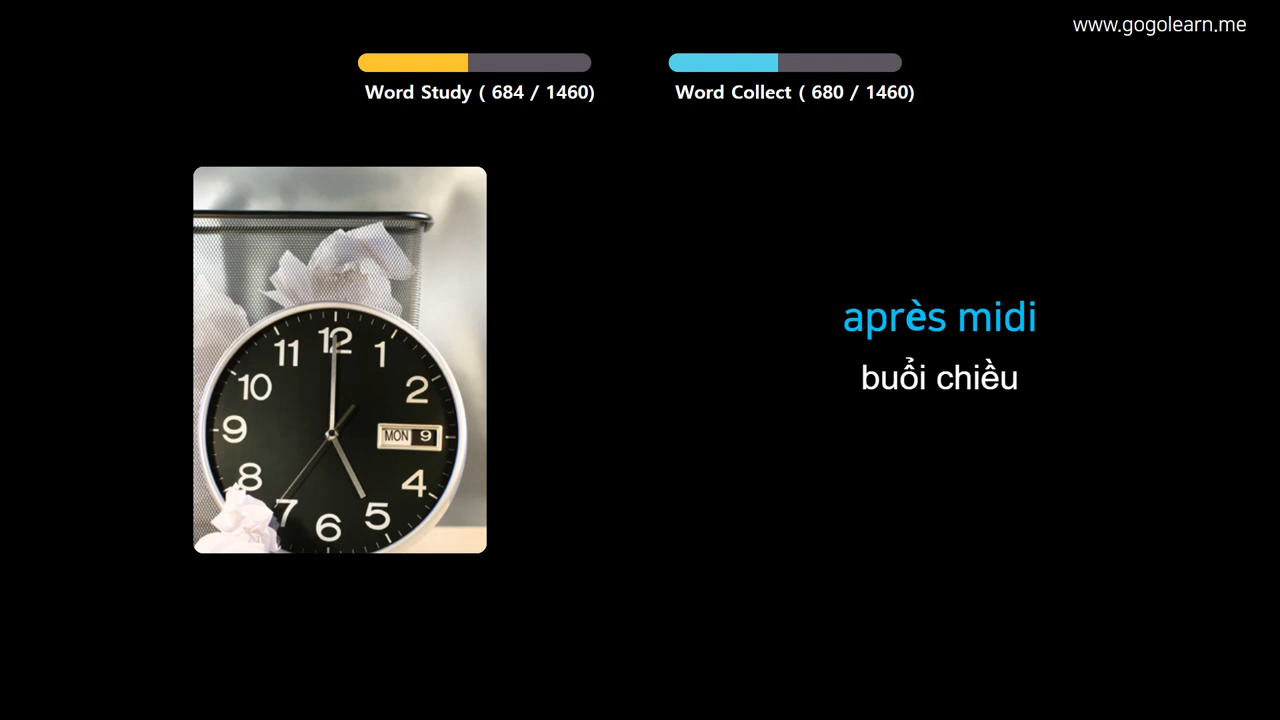 www.gogolearn.me
Word Study ( 684 / 1460)
Word Collect ( 680 / 1460)
12
11
1
10
2
9
MON 9
8
4
7
5
6
après midi
buổi chiều